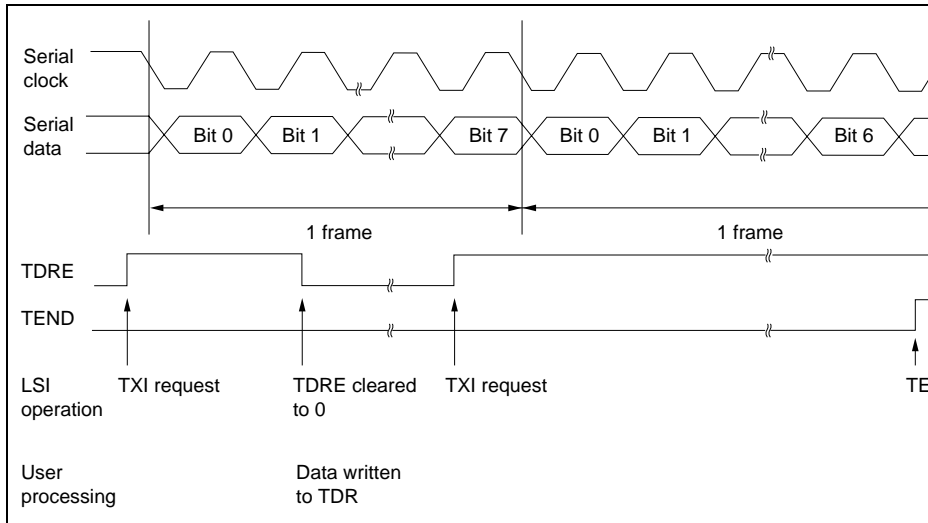 Serial
clock
Serial
data
Bit 0
Bit 1
Bit 7
Bit 0
Bit 1
Bit 6
1 frame
1 frame
TDRE
TEND
LSI
operation
TXI request
TDRE cleared
to 0
TXI request
TE
User
processing
Data written
to TDR